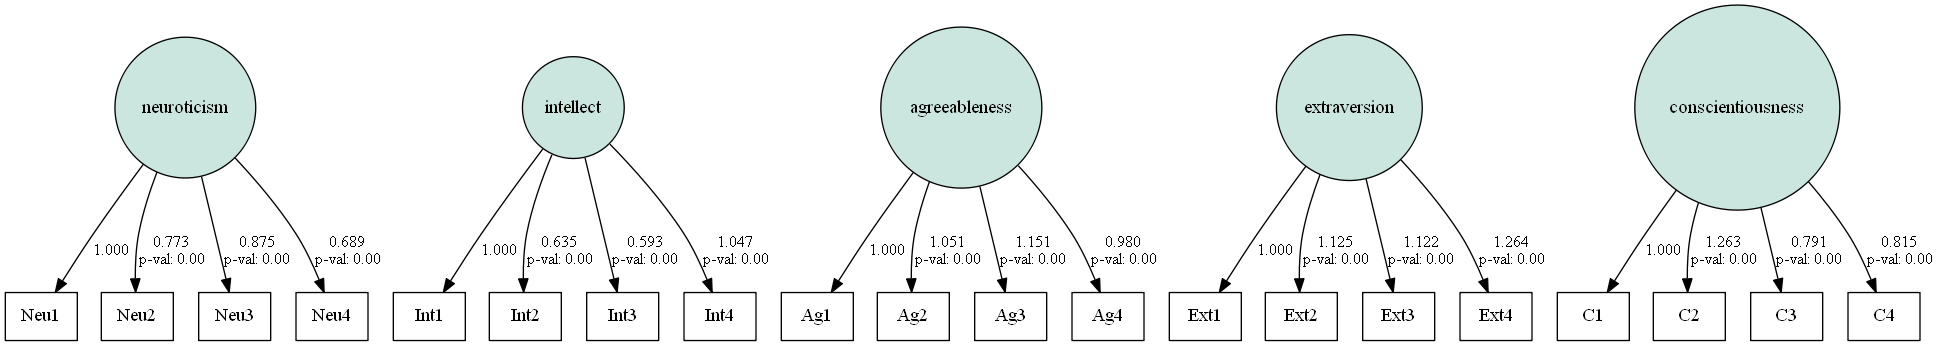 neuroticism
intellect
agreeableness
extraversion
conscientiousness
1.000
0.773
p-val: 0.00
0.875
p-val: 0.00
0.689
p-val: 0.00
1.000
0.635
p-val: 0.00
0.593
p-val: 0.00
1.047
p-val: 0.00
1.000
1.051
p-val: 0.00
1.151
p-val: 0.00
0.980
p-val: 0.00
1.000
1.125
p-val: 0.00
1.122
p-val: 0.00
1.264
p-val: 0.00
1.000
1.263
p-val: 0.00
0.791
p-val: 0.00
0.815
p-val: 0.00
Neu1
Neu2
Neu3
Neu4
Int1
Int2
Int3
Int4
Ag1
Ag2
Ag3
Ag4
Ext1
Ext2
Ext3
Ext4
C1
C2
C3
C4